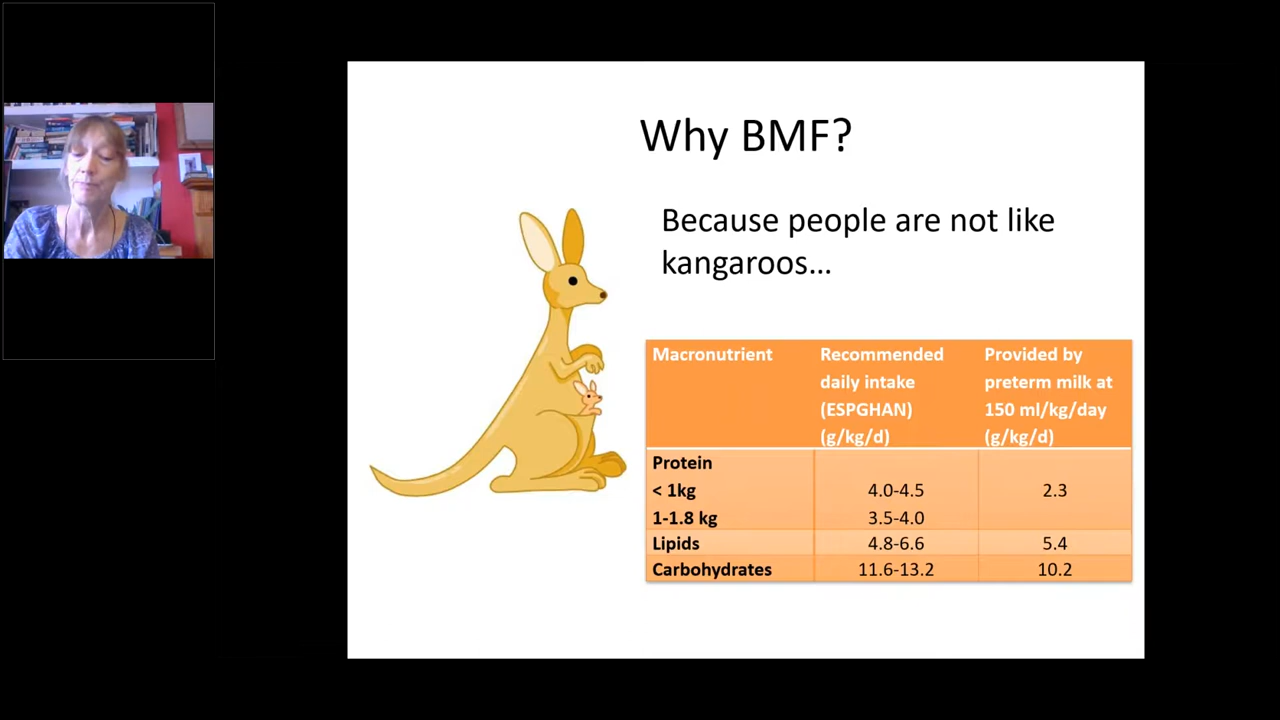 Why BMF?
Because people are not like
kangaroos...
Macronutrient
Recommended
daily intake
(ESPGHAN)
(g/kg/d)
Provided by
preterm milk at
150 ml/kg/day
(g/kg/d)
Protein
< 1kg 4.0-4.5 2.3
1-1.8 kg 3.5-4.0
Lipids 4.8-6.6 5.4
Carbohydrates 11.6-13.2 10.2